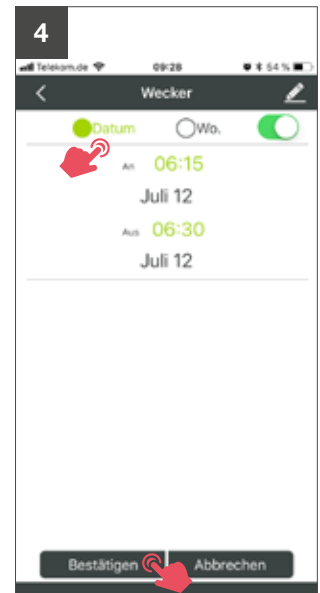 4
Telekom.de 09:28 54 %
Wecker
Datum Wo.
An 06:15
Juli 12
Aus 06:30
Juli 12
Bestätigen Abbrechen